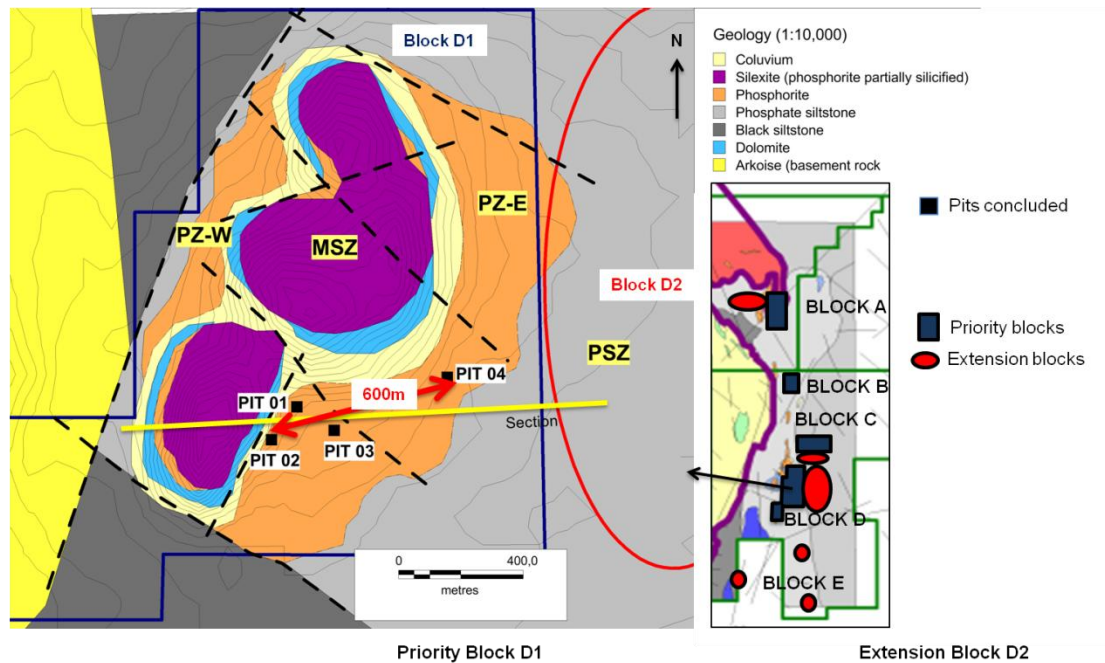 Block D1
N
PZ-E
PZ-W
MSZ
Block D2
PSZ
PIT 04
600m
PIT 01
Section
PIT 02
PIT 03
0
400,0
metres
Priority Block D1
Geology (1:10,000)
Coluvium
Silexite (phosphorite partially silicified)
Phosphorite
Phosphate siltstone
Black siltstone
Dolomite
Arkoise (basement rock
Pits concluded
BLOCK A
Priority blocks
Extension blocks
BLOCK B
BLOCK C
BLOCK D
BLOCK E
Extension Block D2